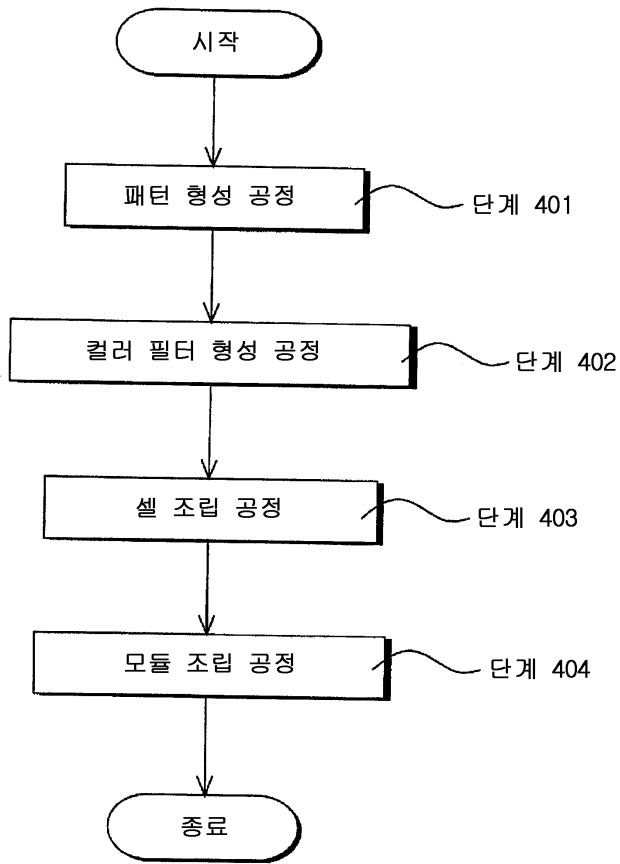 시작
패턴 형성 공정
단계 401
컬러 필터 형성 공정
단계 402
셀 조립 공정
단계 403
모듈 조립 공정
단계 404
종료